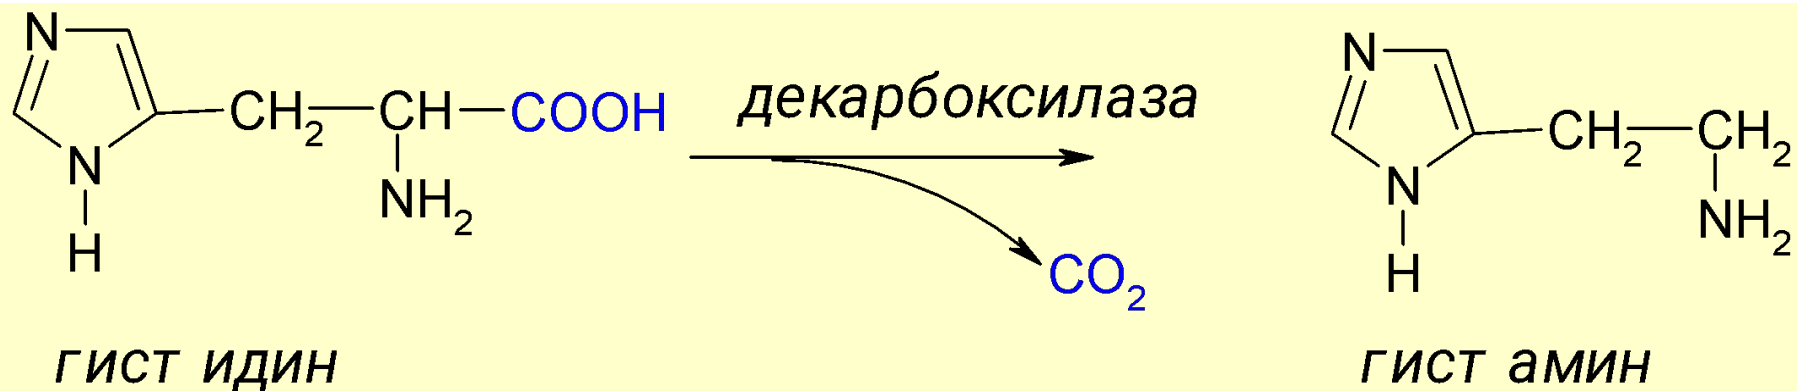 N
CH2 CH COOH
N
H
NH2
декарбоксилаза
CO2
N
CH2 CH2
N
H
NH2
гист идин
гист амин